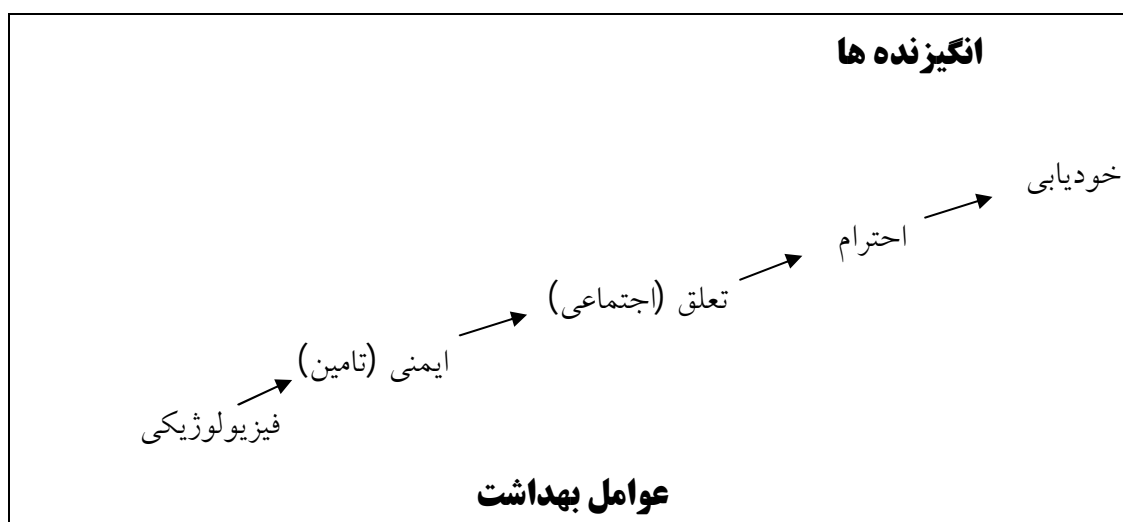 انگیزنده ها
خودیابی
احترام
تعلق (اجتماعی)
ایمنی (تامین)
فیزیولوژیکی
عوامل بهداشت